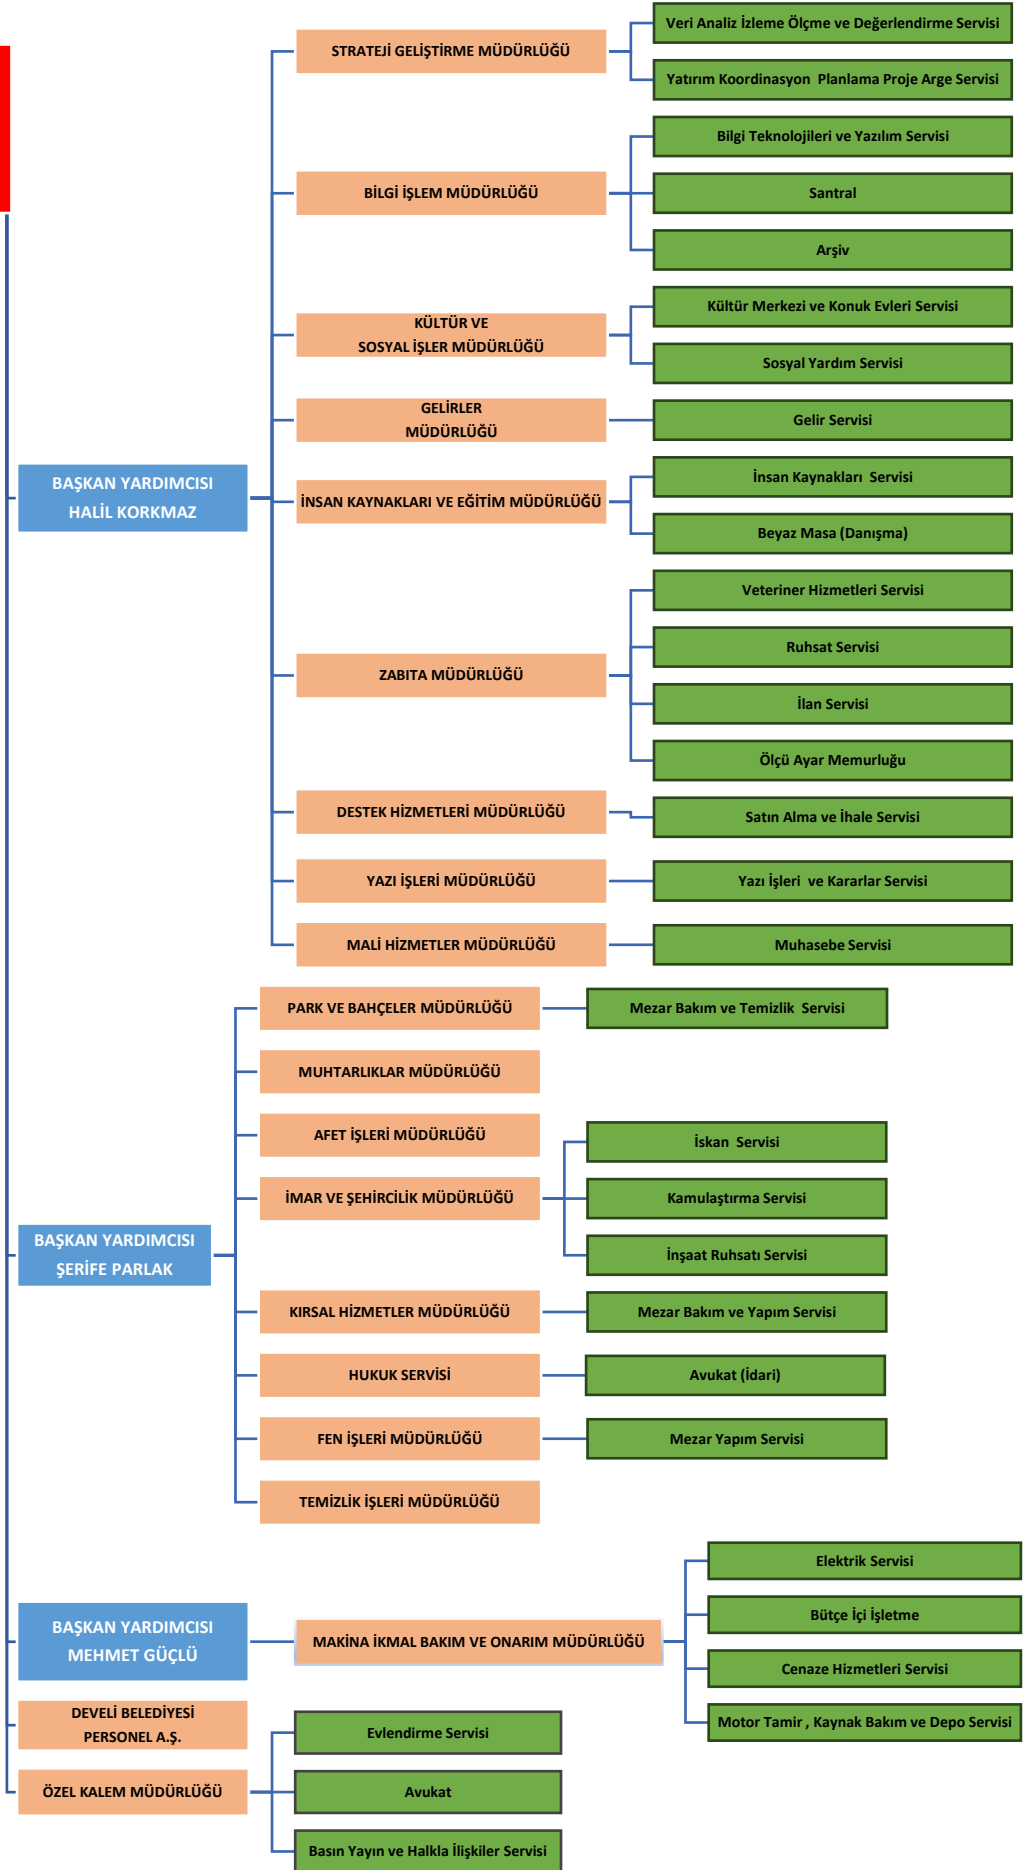 BAŞKAN YARDIMCISI
HALİL KORKMAZ
STRATEJİ GELİŞTİRME MÜDÜRLÜĞÜ
Veri Analiz İzleme Ölçme ve Değerlendirme Servisi
Yatırım Koordinasyon  Planlama Proje Arge Servisi
BİLGİ İŞLEM MÜDÜRLÜĞÜ
Bilgi Teknolojileri ve Yazılım Servisi
Santral
Arşiv
KÜLTÜR VE
SOSYAL İŞLER MÜDÜRLÜĞÜ
Kültür Merkezi ve Konuk Evleri Servisi
Sosyal Yardım Servisi
GELİRLER
MÜDÜRLÜĞÜ
Gelir Servisi
İNSAN KAYNAKLARI VE EĞİTİM MÜDÜRLÜĞÜ
İnsan Kaynakları  Servisi
Beyaz Masa (Danışma)
ZABITA MÜDÜRLÜĞÜ
Veteriner Hizmetleri Servisi
Ruhsat Servisi
İlan Servisi
Ölçü Ayar Memurluğu
DESTEK HİZMETLERİ MÜDÜRLÜĞÜ
Satın Alma ve İhale Servisi
YAZI İŞLERİ MÜDÜRLÜĞÜ
Yazı İşleri  ve Kararlar Servisi
MALİ HİZMETLER MÜDÜRLÜĞÜ
Muhasebe Servisi
BAŞKAN YARDIMCISI
ŞERİFE PARLAK
PARK VE BAHÇELER MÜDÜRLÜĞÜ
Mezar Bakım ve Temizlik  Servisi
MUHTARLIKLAR MÜDÜRLÜĞÜ
AFET İŞLERİ MÜDÜRLÜĞÜ
İMAR VE ŞEHİRCİLİK MÜDÜRLÜĞÜ
İskan  Servisi
Kamulaştırma Servisi
İnşaat Ruhsatı Servisi
KIRSAL HİZMETLER MÜDÜRLÜĞÜ
Mezar Bakım ve Yapım Servisi
HUKUK SERVİSİ
Avukat (İdari)
FEN İŞLERİ MÜDÜRLÜĞÜ
Mezar Yapım Servisi
TEMİZLİK İŞLERİ MÜDÜRLÜĞÜ
BAŞKAN YARDIMCISI
MEHMET GÜÇLÜ
MAKİNA İKMAL BAKIM VE ONARIM MÜDÜRLÜĞÜ
Elektrik Servisi
Bütçe İçi İşletme
Cenaze Hizmetleri Servisi
Motor Tamir , Kaynak Bakım ve Depo Servisi
DEVELİ BELEDİYESİ
PERSONEL A.Ş.
ÖZEL KALEM MÜDÜRLÜĞÜ
Evlendirme Servisi
Avukat
Basın Yayın ve Halkla İlişkiler Servisi